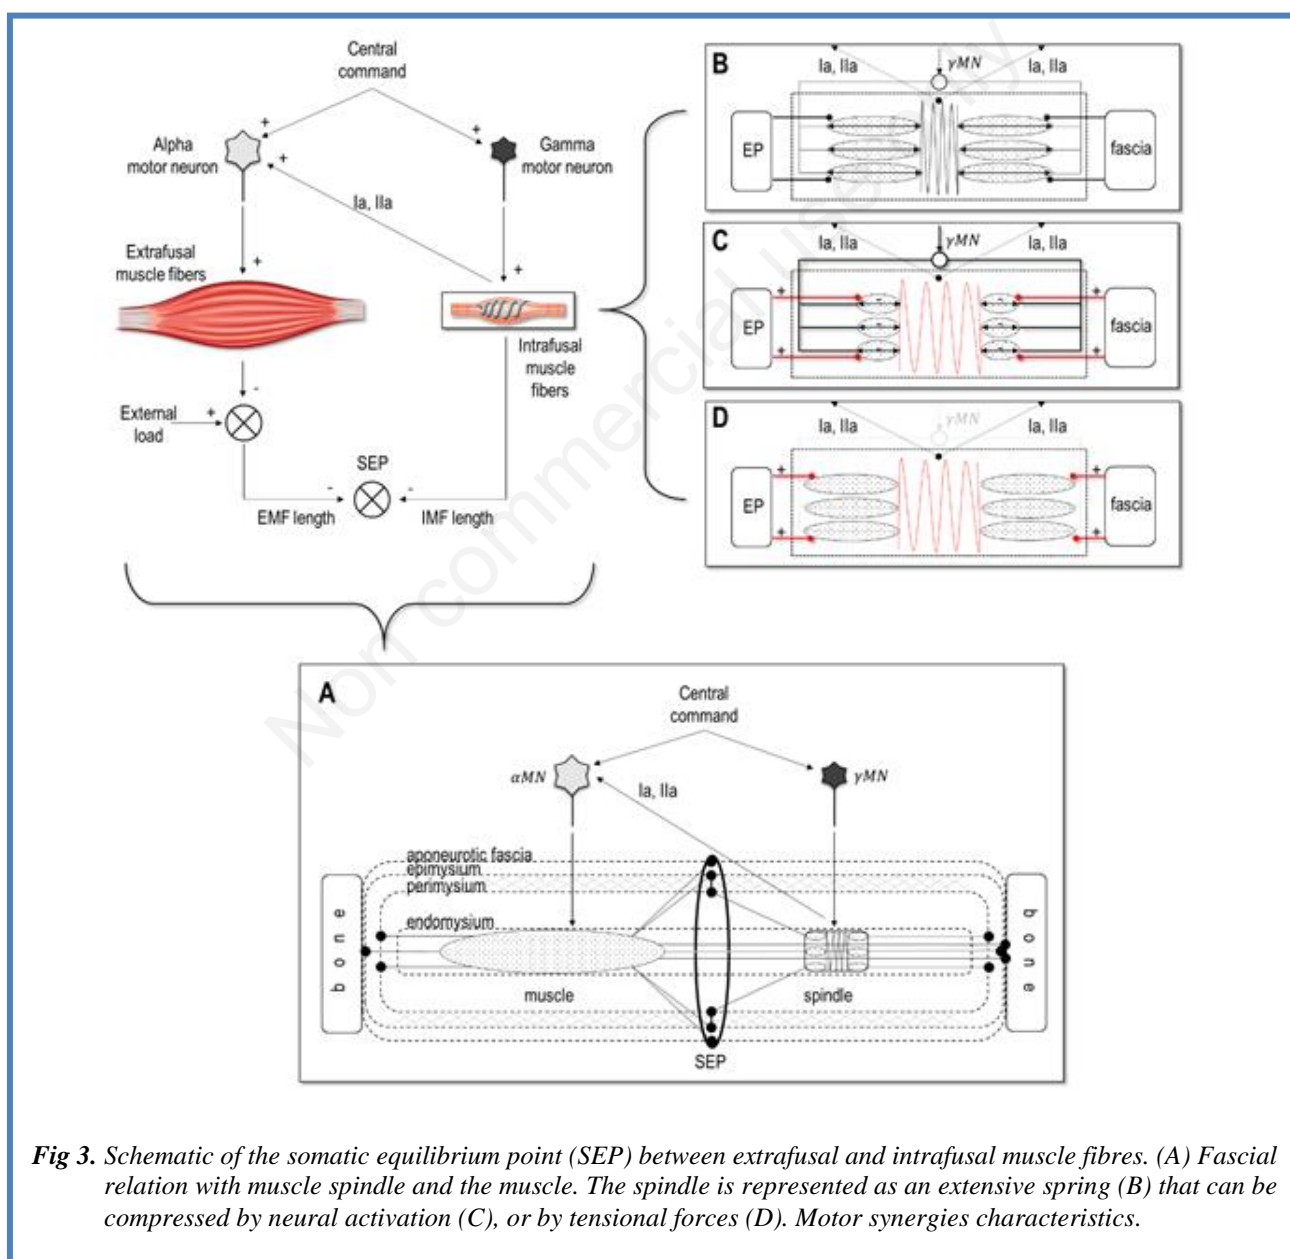 Central
command
+
+
Alpha
motor neuron
+
Gamma
motor neuron
Ia, IIa
Extrafusal
muscle fibers
+
+
Intrafusal
muscle
fibers
-
External
load
+
SEP
-
-
EMF length
IMF length
B
Ia, IIa
γMN
Ia, IIa
EP
fascia
C
Ia, IIa
γMN
Ia, IIa
+
+
EP
-
-
-
-
-
-
fascia
+
+
D
Ia, IIa
γMN
Ia, IIa
+
+
EP
fascia
+
+
A
Central
command
αMN
Ia, IIa
γMN
aponeurotic fascia
epimysium
perimysium
endomysium
bone
bone
muscle
spindle
SEP
Non commercial use only
Fig 3. Schematic of the somatic equilibrium point (SEP) between extrafusal and intrafusal muscle fibres. (A) Fascial
relation with muscle spindle and the muscle. The spindle is represented as an extensive spring (B) that can be
compressed by neural activation (C), or by tensional forces (D). Motor synergies characteristics.